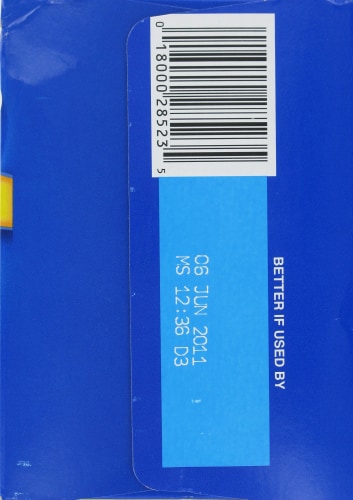 0 18000 28523 5
BETTER IF USED BY
06 JUN 2011
MS 12:36 D3